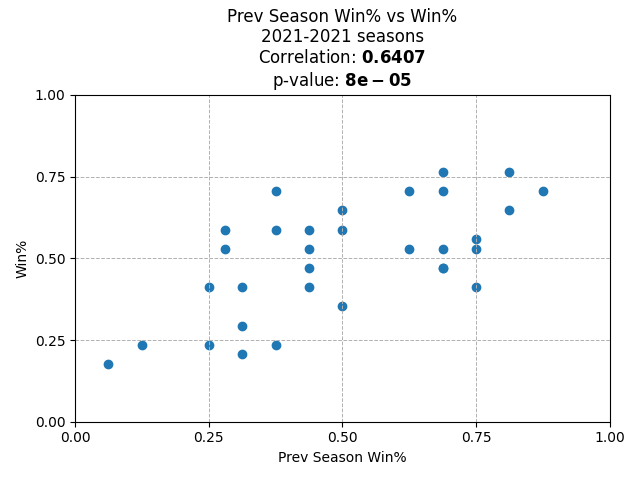 Prev Season Win% vs Win%
2021-2021 seasons
Correlation: 0.6407
p-value: 8e − 05
1.00
0.75
0.50
0.25
0.00
Win%
0.00 0.25 0.50 0.75 1.00
Prev Season Win%